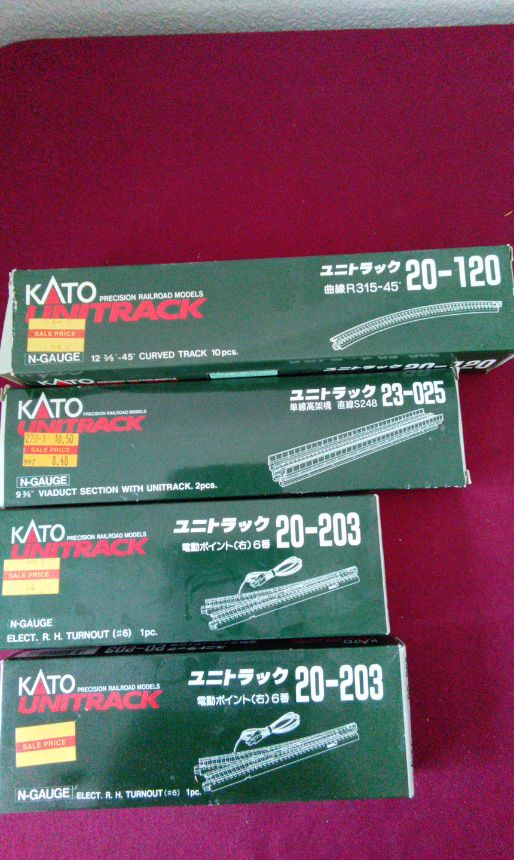 ユニトラック 20-120
曲線R315-45°
KATO PRECISION RAILROAD MODELS
UNITRACK
SALE PRICE
N-GAUGE 12 3/8"-45° CURVED TRACK 10pcs.
20-120
ユニトラック 23-025
単線高架橋 直線S248
KATO PRECISION RAILROAD MODELS
UNITRACK
220-1 10.50
SALE PRICE
997 8.40
N-GAUGE
9 3/4" VIADUCT SECTION WITH UNITRACK. 2pcs.
ユニトラック 20-203
電動ポイント(右)6番
KATO PRECISION RAILROAD MODELS
UNITRACK
SALE PRICE
N-GAUGE
ELECT. R. H. TURNOUT (#6) 1pc.
KATO
ユニトラック 20-203
電動ポイント(右)6番
KATO PRECISION RAILROAD MODELS
UNITRACK
SALE PRICE
N-GAUGE ELECT. R. H. TURNOUT (#6) 1pc.